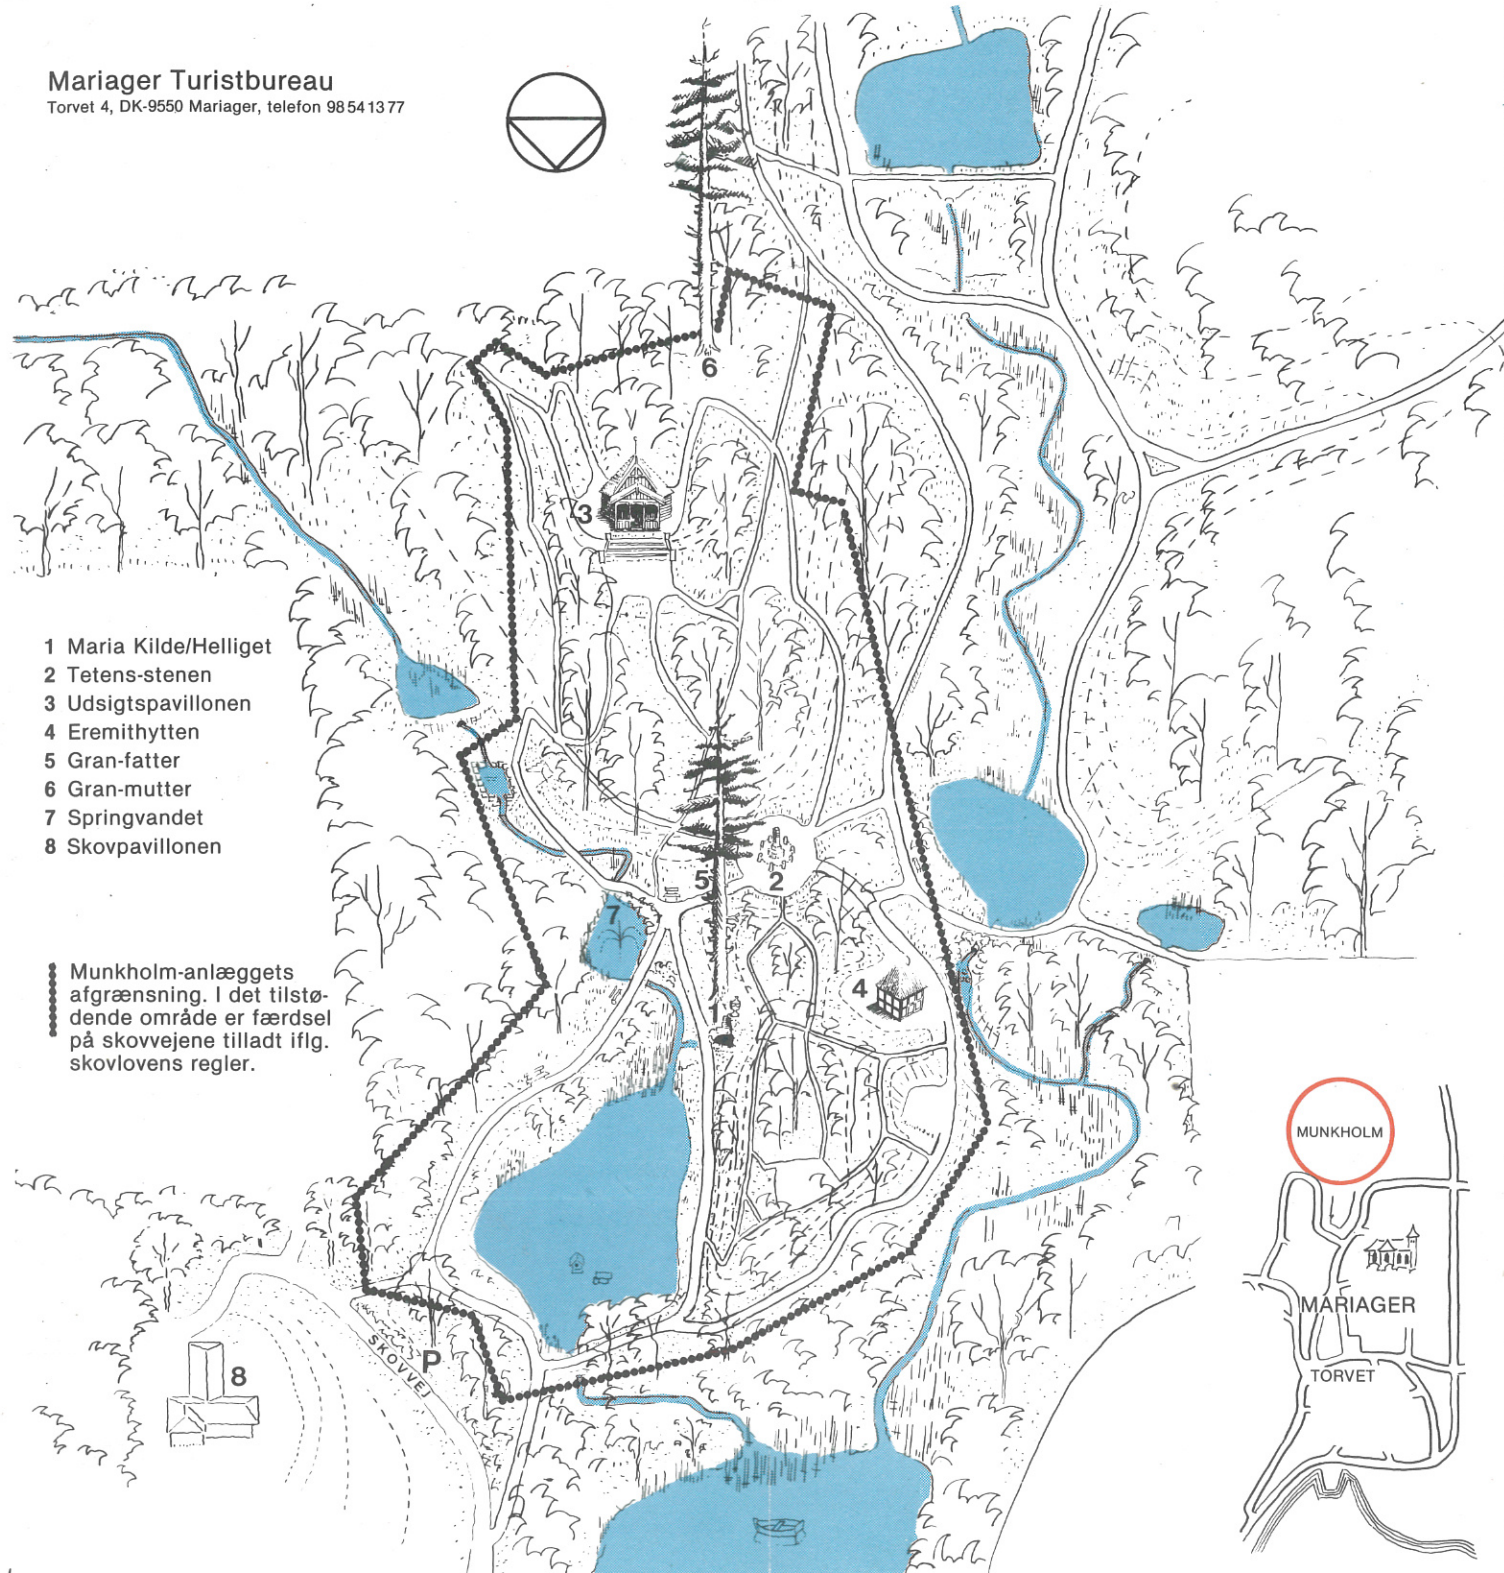 Mariager Turistbureau
Torvet 4, DK-9550 Mariager, telefon 98 54 13 77
6
3
1 Maria Kilde/Helliget
2 Tetens-stenen
3 Udsigtspavillonen
4 Eremithytten
5 Gran-fatter
6 Gran-mutter
7 Springvandet
8 Skovpavillonen
5
2
7
4
Munkholm-anlæggets
afgrænsning. I det tilstø-
dende område er færdsel
på skovvejene tilladt iflg.
skovlovens regler.
MUNKHOLM
MARIAGER
TORVET
SKOVVEJ
P
8